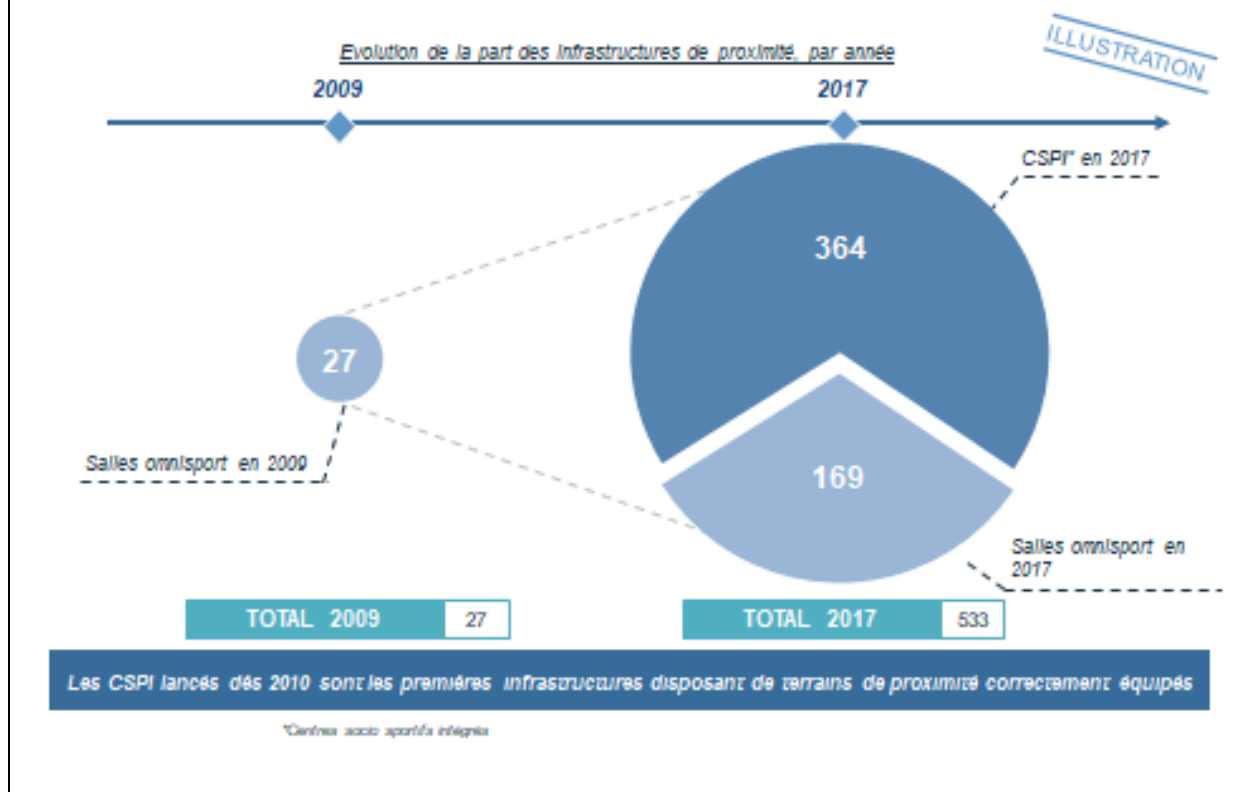 Evolution de la part des infrastructures de proximité, par année
ILLUSTRATION
2009
2017
CSPI* en 2017
364
27
Salles omnisport en 2009
169
Salles omnisport en
2017
TOTAL 2009
27
TOTAL 2017
533
Les CSPI lancés dès 2010 sont les premières infrastructures disposant de terrains de proximité correctement équipés
*Centres socio sportifs intégrés